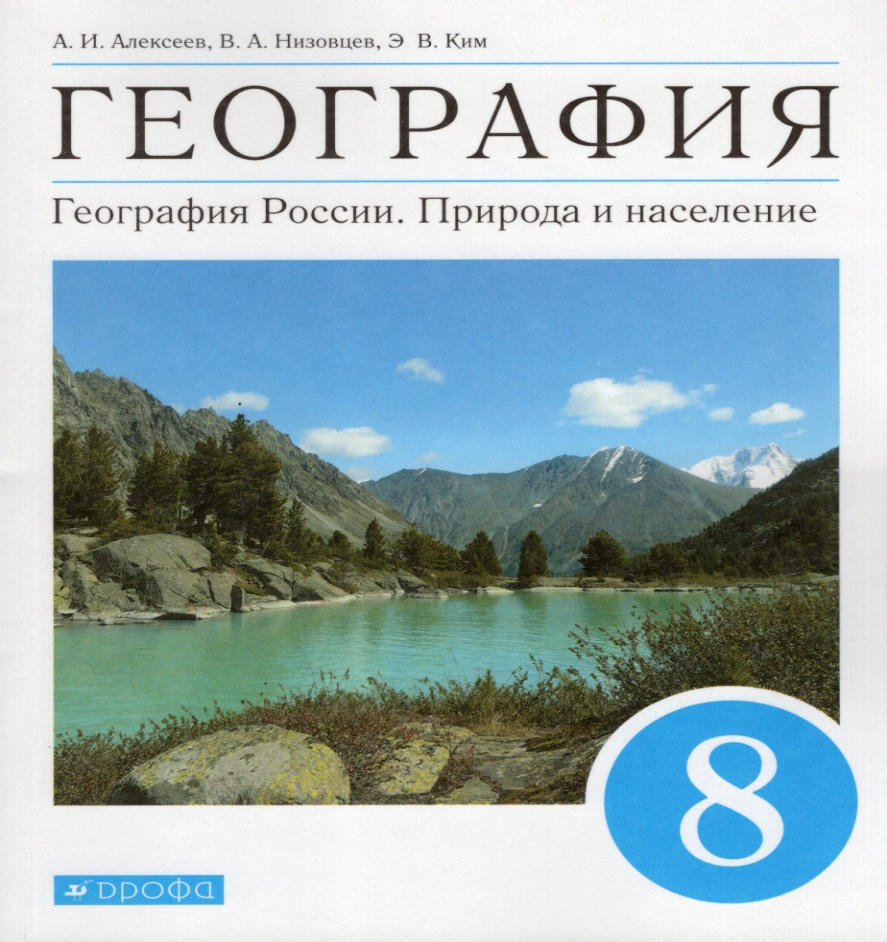 А. И. Алексеев, В. А. Низовцев, Э В. Ким
ГЕОГРАФИЯ
География России. Природа и население
8
дрофа